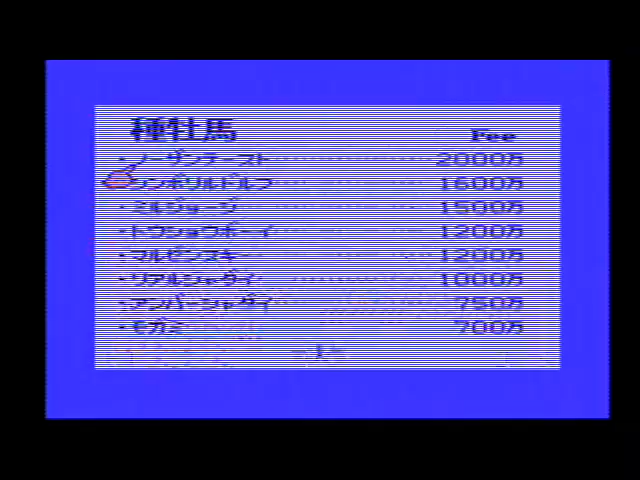 種牡馬 Fee
・ノーザンテースト 2000万
シンボリルドルフ 1600万
・ミルジョージ 1500万
・トウショウボーイ 1200万
・マルゼンスキー 1200万
・リアルシャダイ 1000万
・アンバーシャダイ 750万
・モガミ 700万